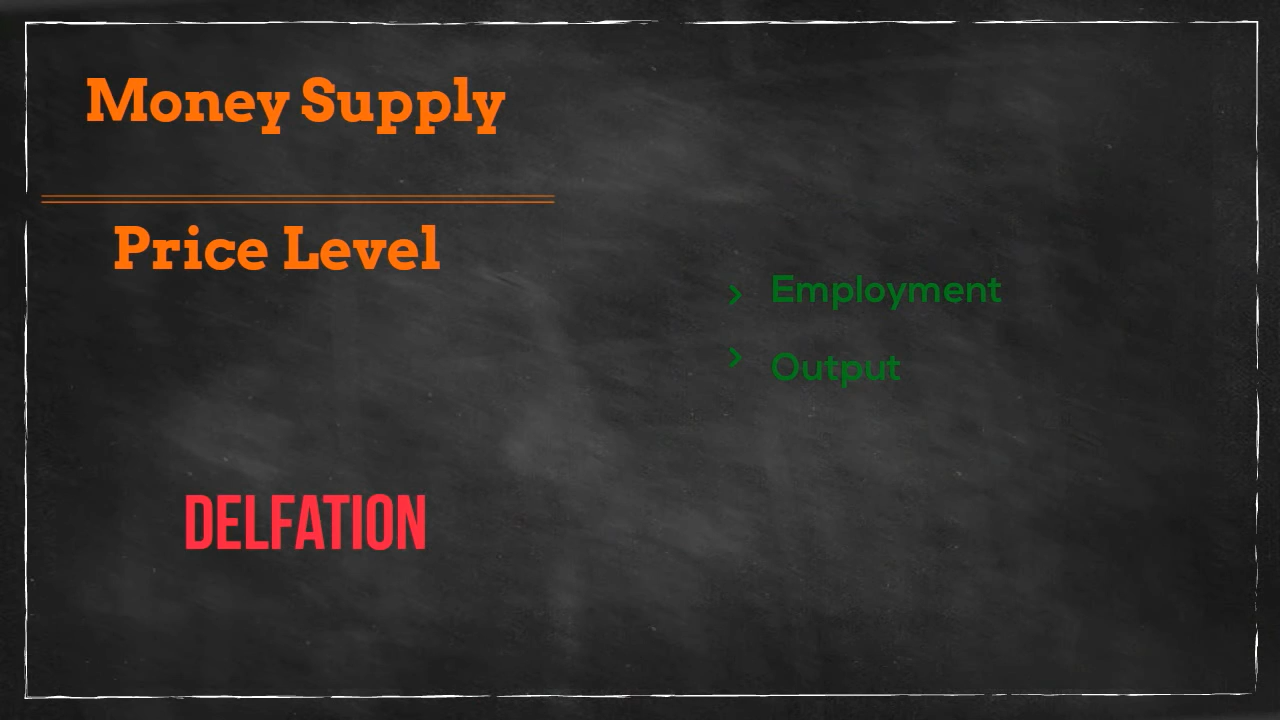 Money Supply
Price Level
Employment
Output
DELFATION